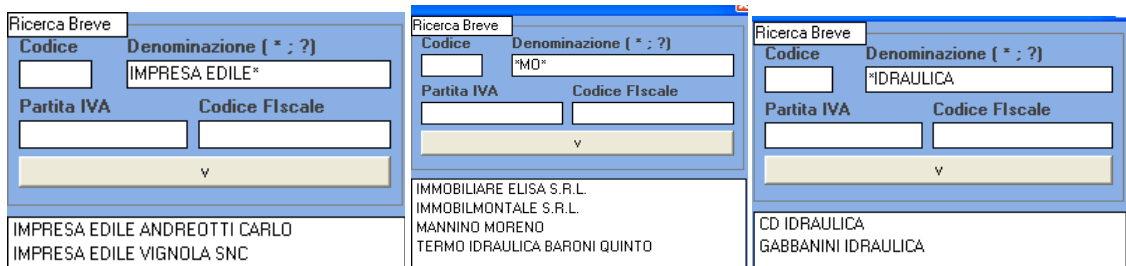 Ricerca Breve
Codice Denominazione ( * ; ?)
IMPRESA EDILE*
Partita IVA Codice FIscale
v
IMPRESA EDILE ANDREOTTI CARLO
IMPRESA EDILE VIGNOLA SNC
Ricerca Breve
Codice Denominazione ( * ; ?)
*MO*
Partita IVA Codice FIscale
v
IMMOBILIARE ELISA S.R.L.
IMMOBILMONTALE S.R.L.
MANNINO MORENO
TERMO IDRAULICA BARONI QUINTO
Ricerca Breve
Codice Denominazione ( * ; ?)
*IDRAULICA
Partita IVA Codice FIscale
v
CD IDRAULICA
GABBANINI IDRAULICA